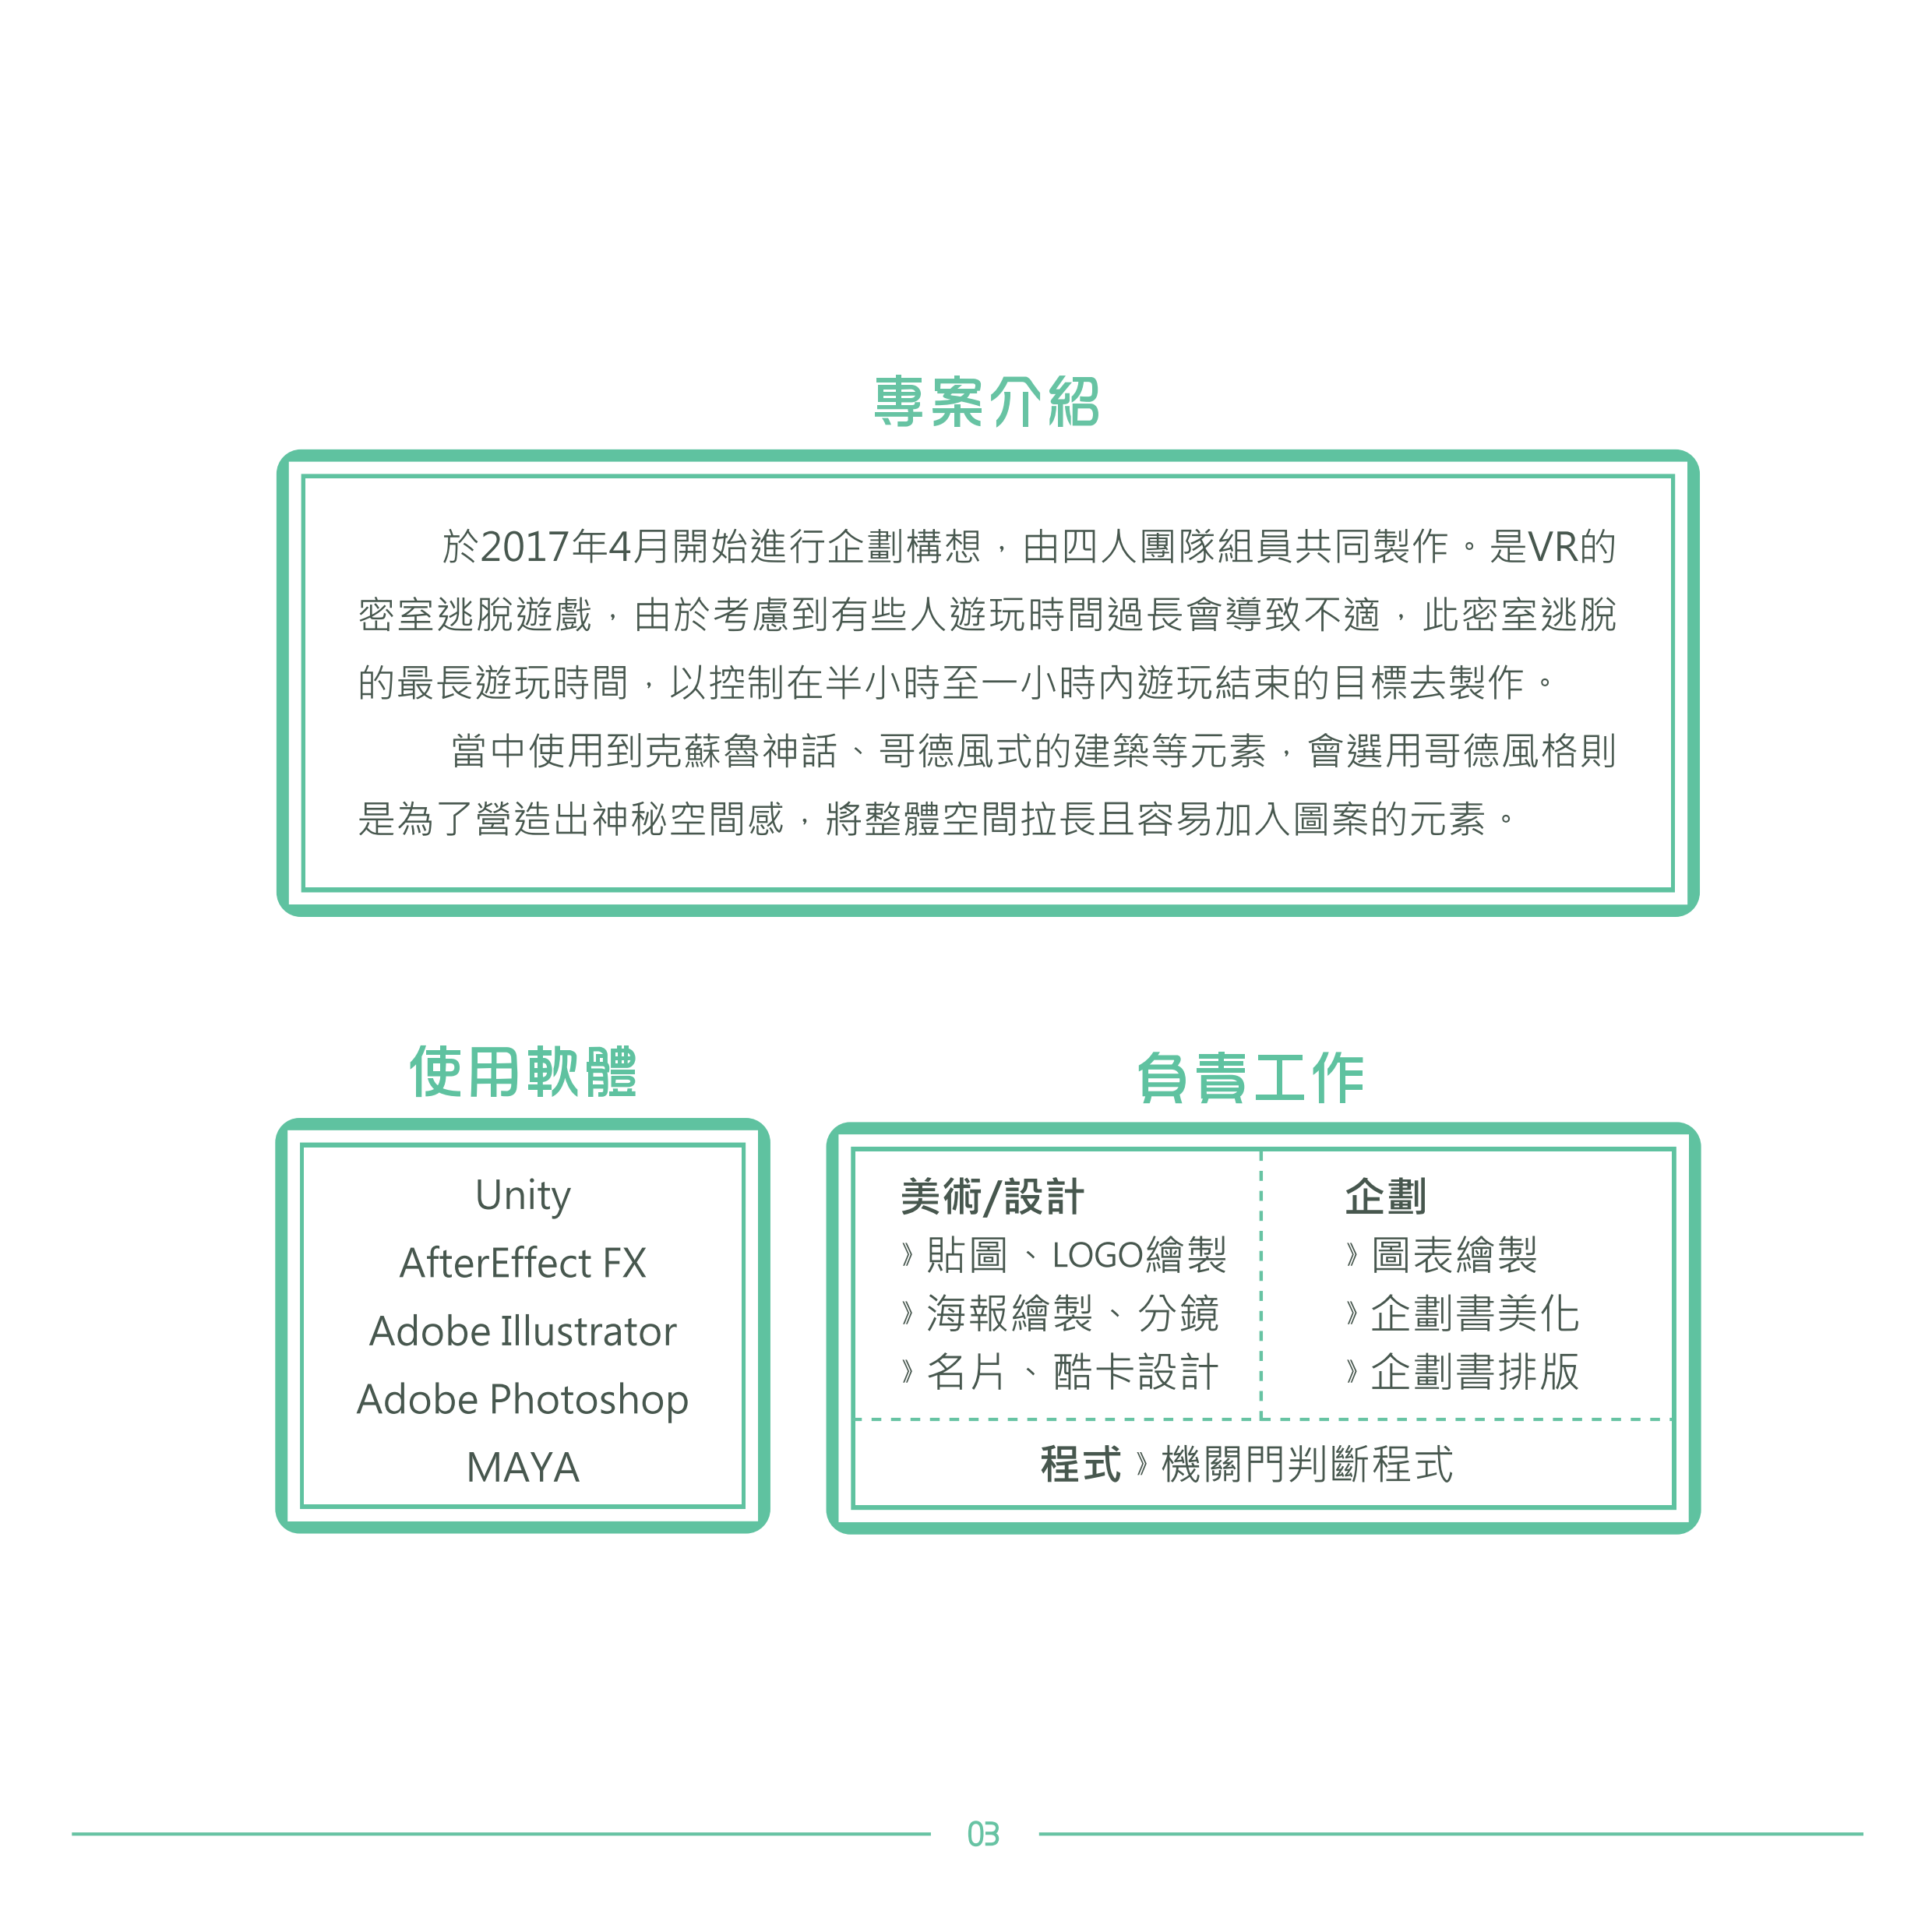 專案介紹
於2017年4月開始進行企劃構想，由四人團隊組員共同製作。是VR的
密室逃脫遊戲，由於考慮到有些人遊玩時間過長會導致不適，此密室逃脫
的最長遊玩時間，以控制在半小時至一小時內遊玩結束的目標去製作。
當中使用到克蘇魯神話、哥德風式的建築等元素，會選用哥德風格則
是為了營造出神秘空間感，將整體空間拉長且容易加入圖案的元素。
使用軟體
Unity
AfterEffect FX
Adobe Illustrator
Adobe Photoshop
MAYA
負責工作
美術/設計
》貼圖、LOGO繪製
》海報繪製、分鏡
》名片、酷卡設計
企劃
》圖表繪製
》企劃書美化
》企劃書排版
程式 》機關門判斷程式
03